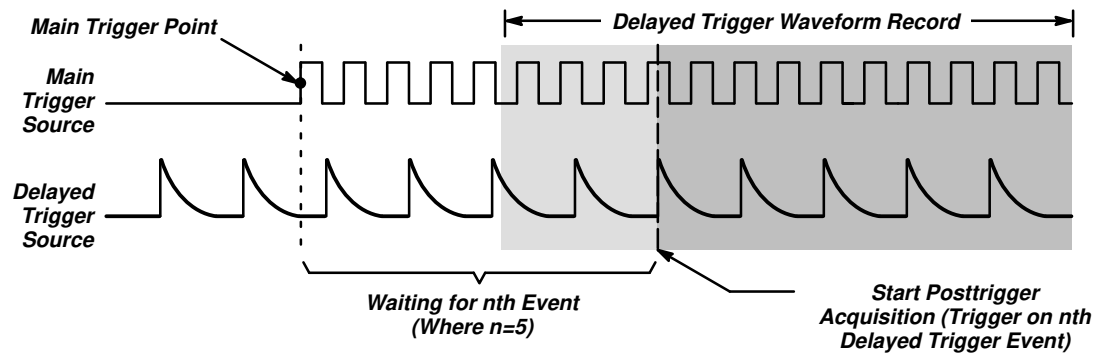 Delayed Trigger Waveform Record
Main Trigger Point
Main
Trigger
Source
Delayed
Trigger
Source
Waiting for nth Event
(Where n=5)
Start Posttrigger
Acquisition (Trigger on nth
Delayed Trigger Event)